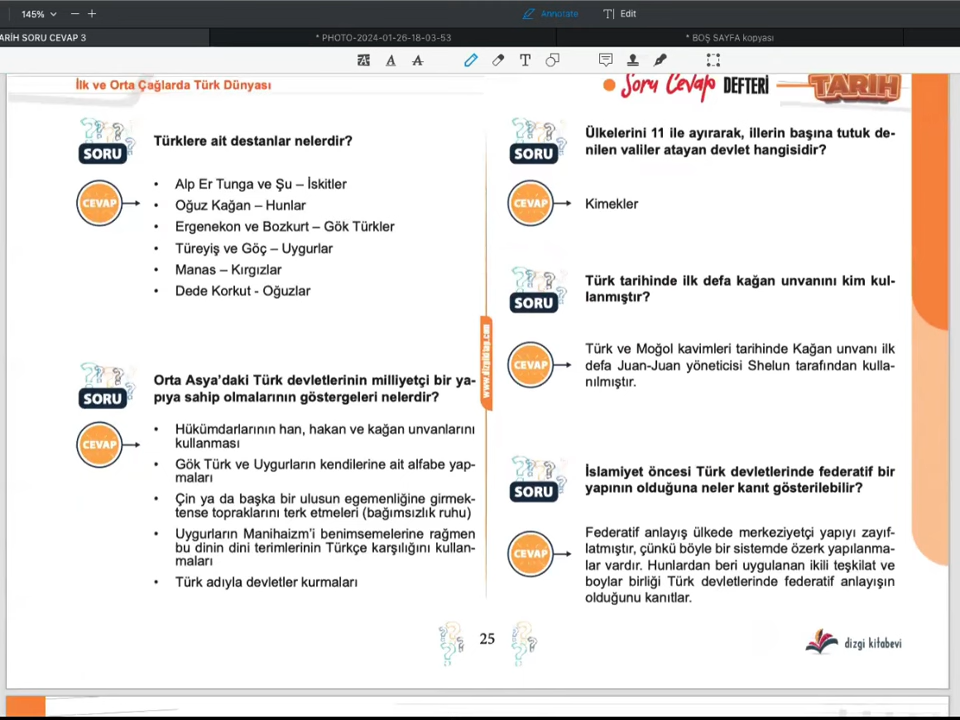 145%
Annotate
Edit
TARİH SORU CEVAP 3
* PHOTO-2024-01-26-18-03-53
* BOŞ SAYFA kopyası
İlk ve Orta Çağlarda Türk Dünyası
Soru Cevap DEFTERİ TARİH
SORU
Türklere ait destanlar nelerdir?
CEVAP
• Alp Er Tunga ve Şu – İskitler
• Oğuz Kağan – Hunlar
• Ergenekon ve Bozkurt – Gök Türkler
• Türeyiş ve Göç – Uygurlar
• Manas – Kırgızlar
• Dede Korkut - Oğuzlar
SORU
Orta Asya'daki Türk devletlerinin milliyetçi bir ya-
pıya sahip olmalarının göstergeleri nelerdir?
CEVAP
• Hükümdarlarının han, hakan ve kağan unvanlarını
kullanması
• Gök Türk ve Uygurların kendilerine ait alfabe yap-
maları
• Çin ya da başka bir ulusun egemenliğine girmek-
tense topraklarını terk etmeleri (bağımsızlık ruhu)
• Uygurların Manihaizm'i benimsemelerine rağmen
bu dinin dini terimlerinin Türkçe karşılığını kullan-
maları
• Türk adıyla devletler kurmaları
www.dizgikitap.com
SORU
Ülkelerini 11 ile ayırarak, illerin başına tutuk de-
nilen valiler atayan devlet hangisidir?
CEVAP
Kimekler
SORU
Türk tarihinde ilk defa kağan unvanını kim kul-
lanmıştır?
CEVAP
Türk ve Moğol kavimleri tarihinde Kağan unvanı ilk
defa Juan-Juan yöneticisi Shelun tarafından kulla-
nılmıştır.
SORU
İslamiyet öncesi Türk devletlerinde federatif bir
yapının olduğuna neler kanıt gösterilebilir?
CEVAP
Federatif anlayış ülkede merkeziyetçi yapıyı zayıf-
latmıştır, çünkü böyle bir sistemde özerk yapılanma-
lar vardır. Hunlardan beri uygulanan ikili teşkilat ve
boylar birliği Türk devletlerinde federatif anlayışın
olduğunu kanıtlar.
25
dizgi kitabevi